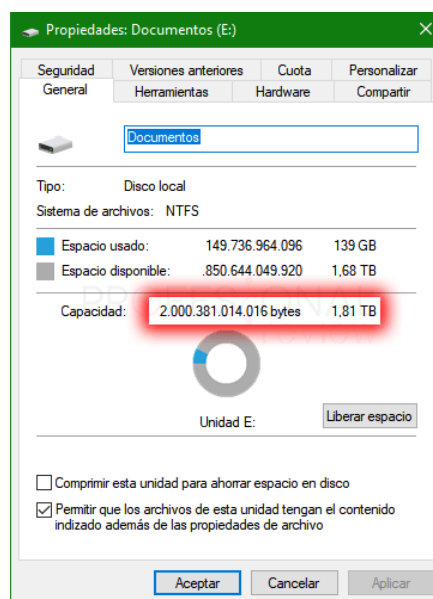 Propiedades: Documentos (E:)
Seguridad Versiones anteriores Cuota Personalizar
General Herramientas Hardware Compartir
Documentos
Tipo: Disco local
Sistema de archivos: NTFS
Espacio usado: 149.736.964.096 139 GB
Espacio disponible: .850.644.049.920 1,68 TB
Capacidad: 2.000.381.014.016 bytes 1,81 TB
Unidad E:
Liberar espacio
Comprimir esta unidad para ahorrar espacio en disco
Permitir que los archivos de esta unidad tengan el contenido
indizado además de las propiedades de archivo
Aceptar Cancelar Aplicar